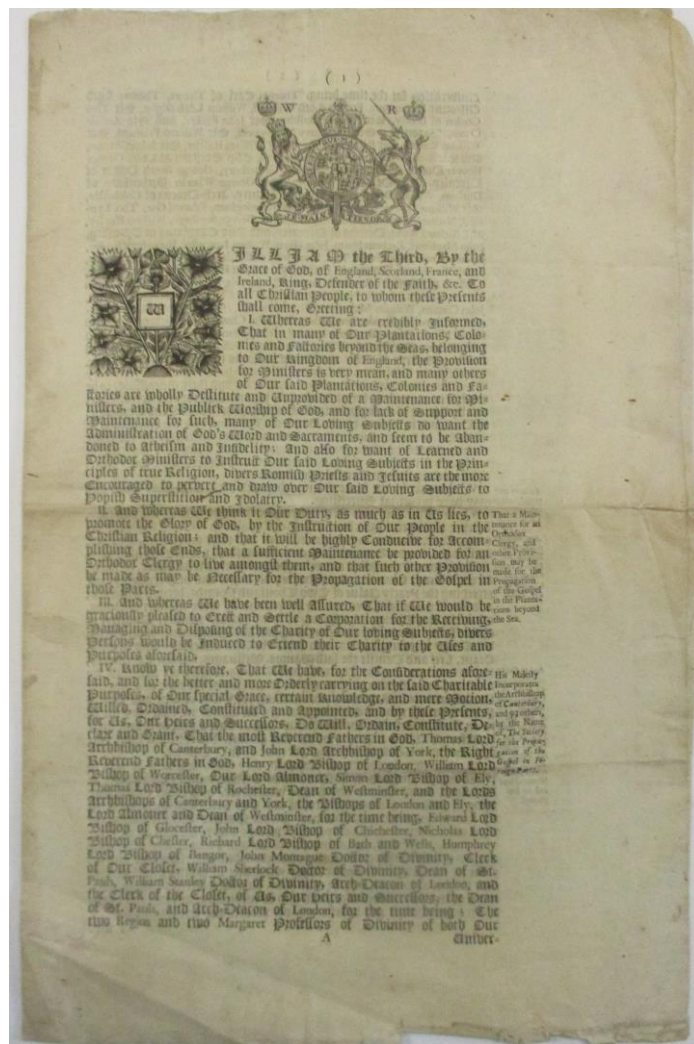 ( 1 )
W R
JE MAIN TIENDRAY
W
ILLIAM the Third, By the
Grace of God, of England, Scotland, France, and
Ireland, King, Defender of the Faith, &c. To
all Christian People, to whom these Presents
shall come, Greeting:
I. Whereas We are credibly Informed,
That in many of Our Plantations, Colo-
nies and Factories beyond the Seas, belonging
to Our Kingdom of England, the Provision
for Ministers is very mean, and many others
of Our said Plantations, Colonies and Fa-
ctories are wholly Destitute and Unprovided of a Maintenance for Mi-
nisters, and the Publick Worship of God, and for lack of Support and
Maintenance for such, many of Our Loving Subjects do want the
Administration of God's Word and Sacraments, and seem to be Aban-
doned to Atheism and Infidelity; And also for want of Learned and
Orthodox Ministers to Instruct Our said Loving Subjects in the Prin-
ciples of true Religion, divers Romish Priests and Jesuits are the more
Encouraged to pervert and draw over Our said Loving Subjects to
Popish Superstition and Idolatry.
II. And whereas We think it Our Duty, as much as in Us lies, to
promote the Glory of God, by the Instruction of Our People in the
Christian Religion; and that it will be highly Conducive for Accom-
plishing those Ends, that a sufficient Maintenance be provided for an
Orthodox Clergy to live amongst them, and that such other Provision
be made as may be Necessary for the Propagation of the Gospel in
those Parts.
That a Main-
tenance for an
Orthodox
Clergy, and
other Provi-
sion may be
made for the
Propagation
of the Gospel
in the Planta-
tions beyond
the Sea.
III. And whereas We have been well Assured, That if We would be
graciously pleased to Erect and Settle a Corporation for the Receiving,
Managing and Disposing of the Charity of Our loving Subjects, divers
Persons would be Induced to Extend their Charity to the Uses and
Purposes aforesaid.
IV. Know ye therefore, That We have, for the Considerations afore-
said, and for the better and more Orderly carrying on the said Charitable
Purposes, of Our special Grace, certain Knowledge, and mere Motion,
Willed, Ordained, Constituted and Appointed, and by these Presents,
for Us, Our Heirs and Successors, Do Will, Ordain, Constitute, De-
clare and Grant, That the most Reverend Fathers in God, Thomas Lord
Archbishop of Canterbury, and John Lord Archbishop of York, the Right
Reverend Fathers in God, Henry Lord Bishop of London, William Lord
Bishop of Worcester, Our Lord Almoner, Simon Lord Bishop of Ely,
Thomas Lord Bishop of Rochester, Dean of Westminster, and the Lords
Archbishops of Canterbury and York, the Bishops of London and Ely, the
Lord Almoner and Dean of Westminster, for the time being, Edward Lord
Bishop of Glocester, John Lord Bishop of Chichester, Nicholas Lord
Bishop of Chester, Richard Lord Bishop of Bath and Wells, Humphrey
Lord Bishop of Bangor, John Montague Doctor of Divinity, Clerk
of Our Closet, William Sherlock Doctor of Divinity, Dean of St.
Pauls, William Stanley Doctor of Divinity, Arch-Deacon of London, and
the Clerk of the Closet, of Us, Our Heirs and Successors, the Dean
of St. Pauls, and Arch-Deacon of London, for the time being; The
two Regius and two Margaret Professors of Divinity of both Our
His Majesty
Incorporates
the Archbishop
of Canterbury,
and 93 others,
by the Name
of, The Society
for the Propa-
gation of the
Gospel in Fo-
reign Parts.
A
Univer-